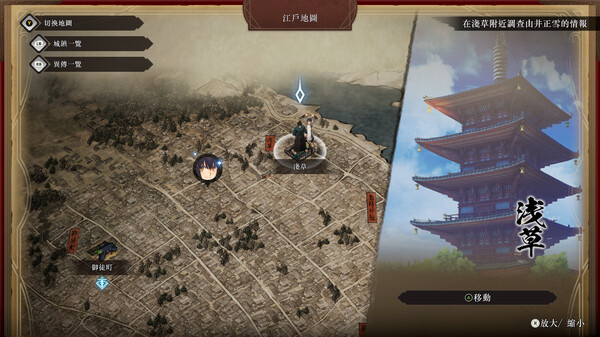 江戶地圖
切換地圖
城鎮一覽
異傳一覽
在淺草附近調查由井正雪的情報
淺草
御徒町
淺草
Ⓐ移動
放大/ 縮小